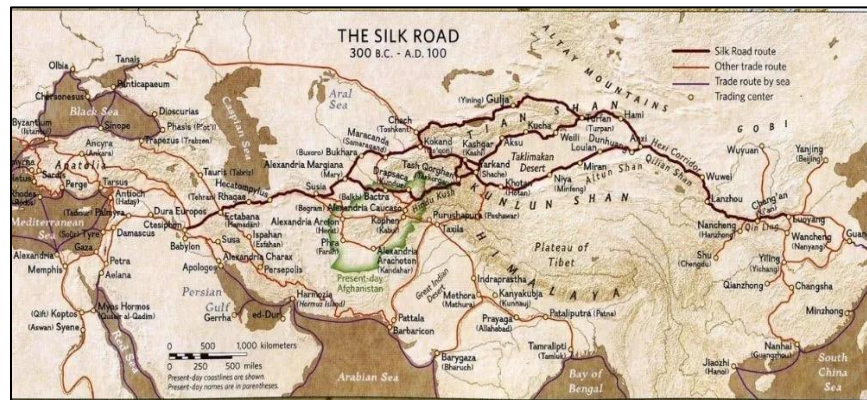 THE SILK ROAD
300 B.C. - A.D. 100
Silk Road route
Other trade route
Trade route by sea
Trading center
Olbia
Tanais
Panticapaeum
Chersonesus
Black Sea
Dioscurias
Byzantium
(Istanbul)
Sinope
Phasis (P'ot'i)
Trapezus (Trabzon)
Ancyra
(Ankara)
Anatolia
Sardis
Perge
Tarsus
Antioch
(Hatay)
Tauris (Tabriz)
Caspian Sea
Aral
Sea
Mediterranean
Sea
Palmyra
Tyre
Damascus
Gaza
Dura Europos
Ctesiphon
Babylon
Ecbatana
(Hamadan)
(Tehran) Rhagae
Hecatompylus
Susia
Susa
Ispahan
(Esfahan)
Alexandria Charax
Apologos
Persepolis
Alexandria
Memphis
Petra
Aelana
Myos Hormos
(Quseir al-Qadim)
(Qift) Koptos
(Aswan) Syene
Red Sea
Persian
Gulf
Gerrha
ed-Dur
Harmozia
(Hormuz Island)
Chach
(Toshkent)
Maracanda
(Samarqand)
(Buxoro) Bukhara
Alexandria Margiana
(Mary)
Kokand
Drapsaca
(Kunduz)
(Balkh) Bactra
(Begram) Alexandria Caucaso
Alexandria Areion
(Herat)
Kophen
(Kabul)
Phra
(Farah)
Alexandria
Arachoton
(Kandahar)
Present-day
Afghanistan
Hindu Kush
Purushapura (Peshawar)
Taxila
Tash Qorghan
(Yining) Gulja
TIAN SHAN
ALTAY MOUNTAINS
Kashgar
(Kashi)
Aksu
Kucha
Turfan
(Turpan)
Hami
Weili
Loulan
Dunhuang
Anxi
Hexi Corridor
Qilian Shan
Yarkand
(Shache)
Taklimakan
Desert
Khotan
(Hotan)
Niya
(Minfeng)
Miran
Altun Shan
KUNLUN SHAN
Plateau of
Tibet
HIMALAYA
GOBI
Wuyuan
Yanjing
(Beijing)
Wuwei
Lanzhou
Chang'an
(Xi'an)
Luoyang
Qin Ling
Nancheng
(Hanzhong)
Wancheng
(Nanyang)
Shu
(Chengdu)
Yiling
(Yichang)
Qianzhong
Changsha
Minzhong
Nanhai
(Guangzhou)
Jiaozhi
(Hanoi)
South
China
Sea
Great Indian
Desert
Indraprastha
Methora
(Mathura)
Kanyakubja
(Kannauj)
Prayaga
(Allahabad)
Pataliputra (Patna)
Tamralipti
(Tamluk)
Pattala
Barbaricon
Barygaza
(Bharuch)
Arabian Sea
Bay of
Bengal
0 500 1,000 kilometers
0 250 500 miles
Present-day coastlines are shown.
Present-day names are in parentheses.